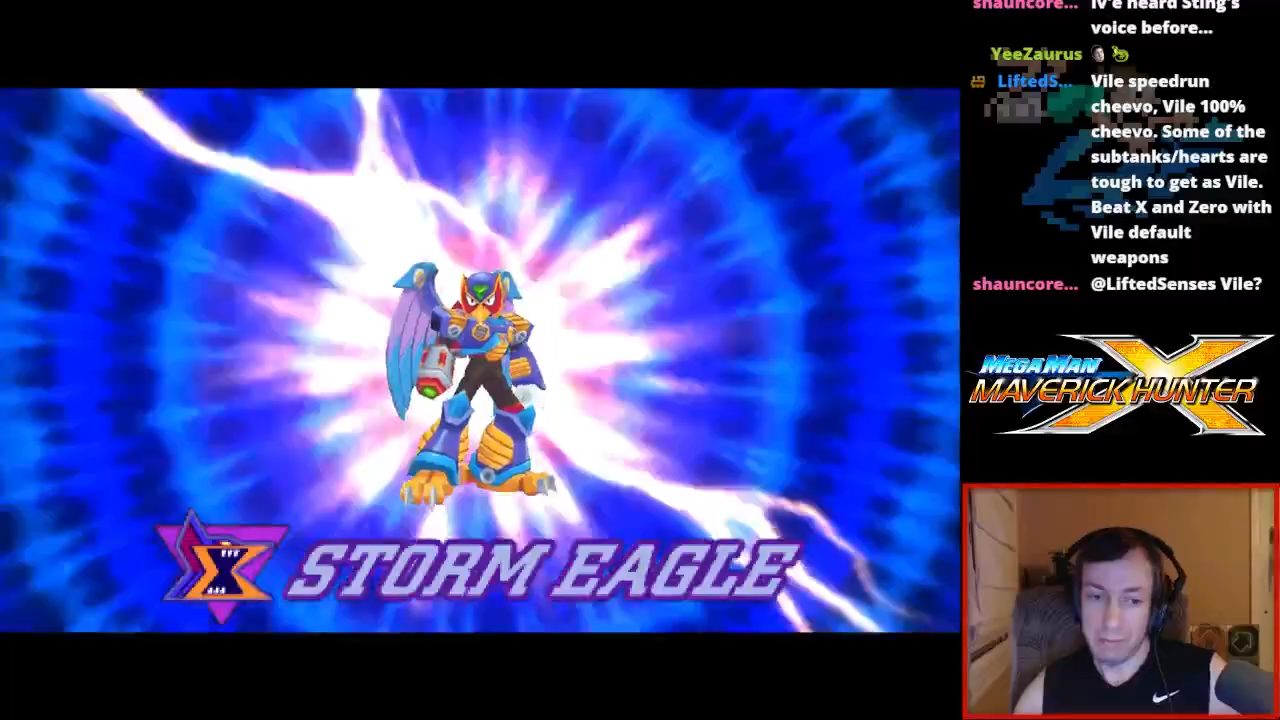 shauncore... Iv'e heard Sting's
voice before...
YeeZaurus
LiftedS... Vile speedrun
cheevo, Vile 100%
cheevo. Some of the
subtanks/hearts are
tough to get as Vile.
Beat X and Zero with
Vile default
weapons
shauncore... @LiftedSenses Vile?
MEGA MAN
MAVERICK HUNTER X
STORM EAGLE